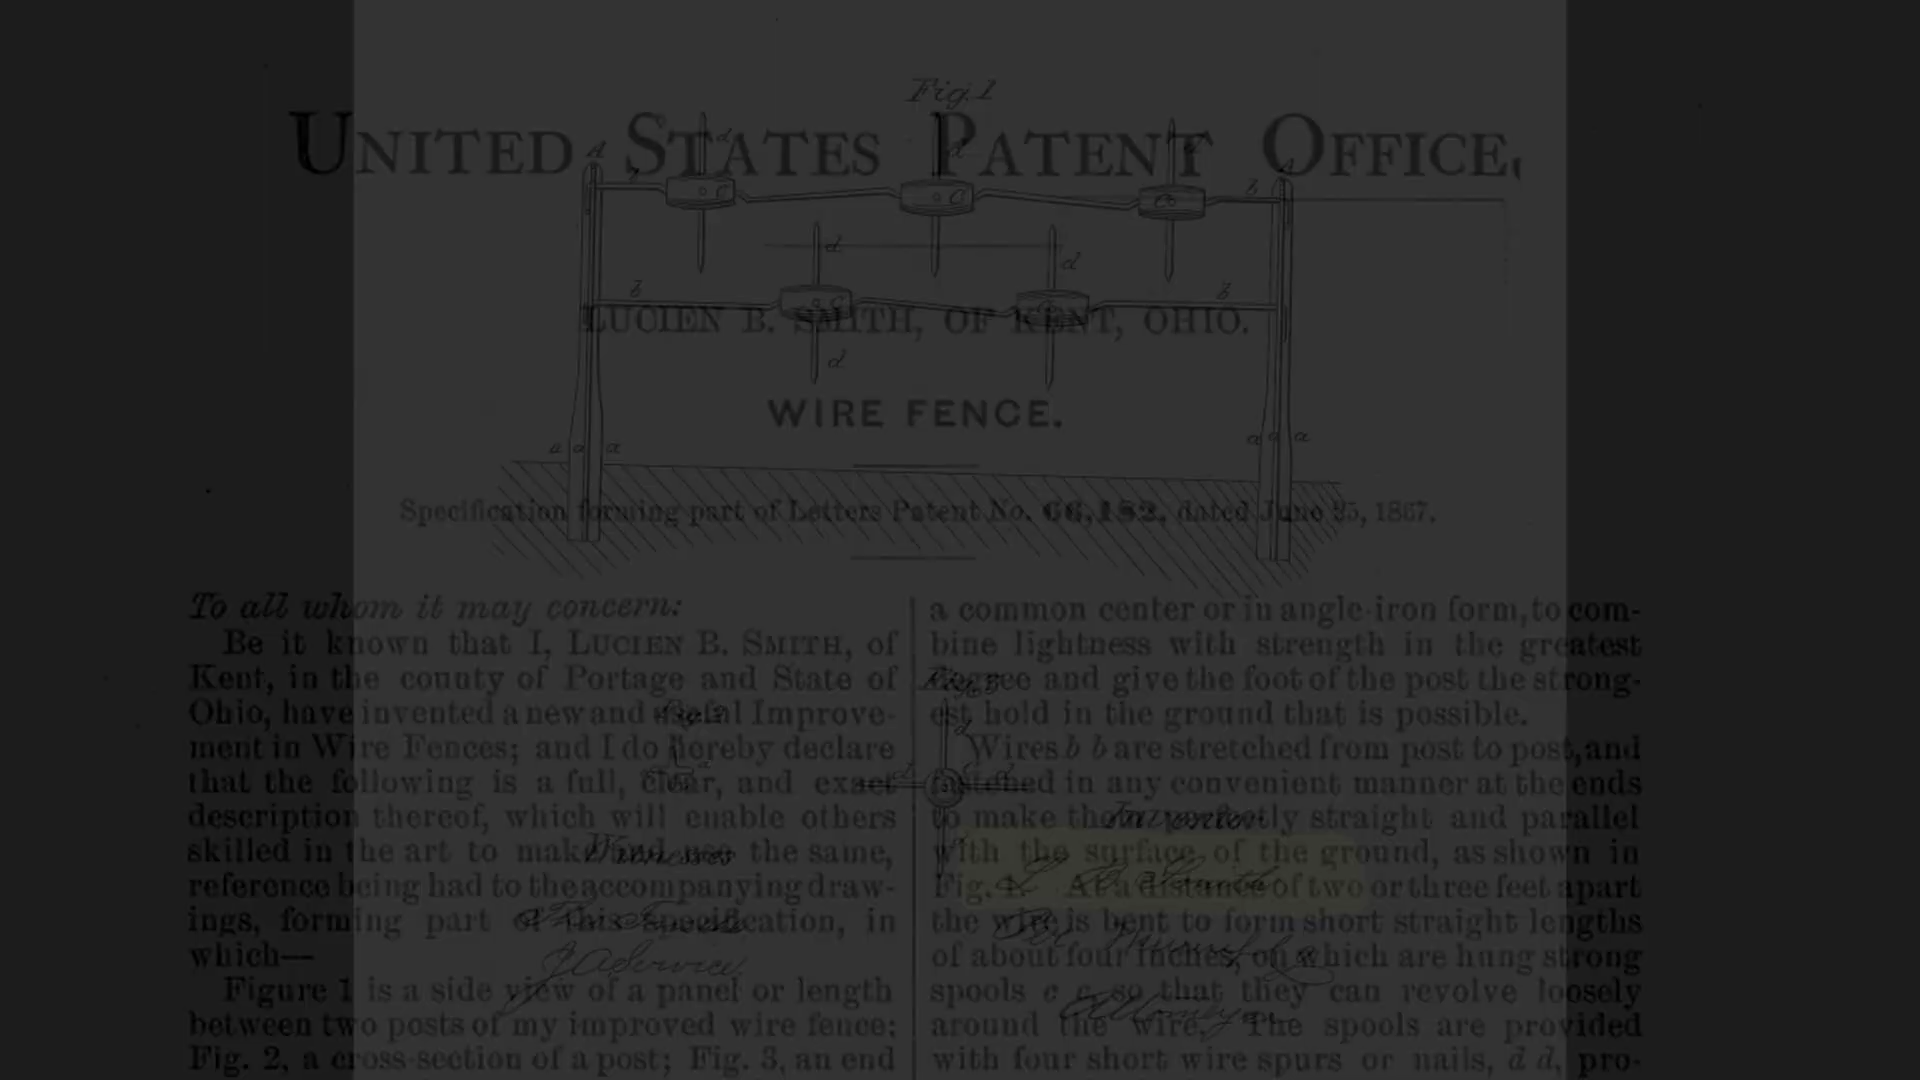 Fig. 1
UNITED STATES PATENT OFFICE.
LUCIEN B. SMITH, OF KENT, OHIO.
WIRE FENCE.
Specification forming part of Letters Patent No. 66,182, dated June 25, 1867.
To all whom it may concern:
Be it known that I, LUCIEN B. SMITH, of
Kent, in the county of Portage and State of
Ohio, have invented a new and useful Improve-
ment in Wire Fences; and I do hereby declare
that the following is a full, clear, and exact
description thereof, which will enable others
skilled in the art to make and use the same,
reference being had to the accompanying draw-
ings, forming part of this specification, in
which—
Figure 1 is a side view of a panel or length
between two posts of my improved wire fence;
Fig. 2, a cross-section of a post; Fig. 3, an end
a common center or in angle-iron form, to com-
bine lightness with strength in the greatest
degree and give the foot of the post the strong-
est hold in the ground that is possible.
Wires b b are stretched from post to post, and
fastened in any convenient manner at the ends
to make them perfectly straight and parallel
with the surface of the ground, as shown in
Fig. 1. At a distance of two or three feet apart
the wire is bent to form short straight lengths
of about four inches, on which are hung strong
spools c c, so that they can revolve loosely
around the wire. The spools are provided
with four short wire spurs or nails, d d, pro-
Fig. 2
Fig. 3
Witnesses
J A Service
Inventor
L B Smith
Per Munn & Co
Attorneys